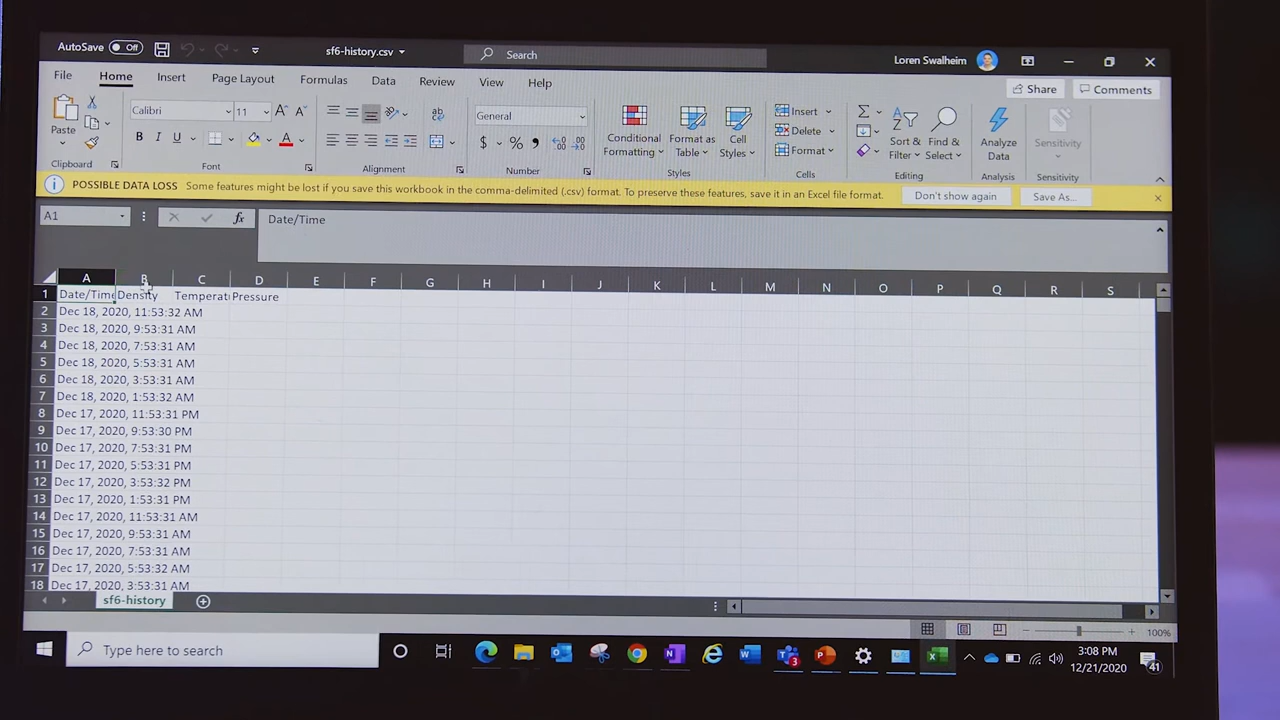 AutoSave Off sf6-history.csv Search Loren Swalheim
File Home Insert Page Layout Formulas Data Review View Help Share Comments
Paste Calibri 11 General Conditional Formatting Format as Table Cell Styles Insert Delete Format Sort & Filter Find & Select Analyze Data Sensitivity
Clipboard Font Alignment Number Styles Cells Editing Analysis Sensitivity
POSSIBLE DATA LOSS Some features might be lost if you save this workbook in the comma-delimited (.csv) format. To preserve these features, save it in an Excel file format. Don't show again Save As...
A1 fx Date/Time
A B C D E F G H I J K L M N O P Q R S
1 Date/Time Density Temperatu Pressure
2 Dec 18, 2020, 11:53:32 AM
3 Dec 18, 2020, 9:53:31 AM
4 Dec 18, 2020, 7:53:31 AM
5 Dec 18, 2020, 5:53:31 AM
6 Dec 18, 2020, 3:53:31 AM
7 Dec 18, 2020, 1:53:32 AM
8 Dec 17, 2020, 11:53:31 PM
9 Dec 17, 2020, 9:53:30 PM
10 Dec 17, 2020, 7:53:31 PM
11 Dec 17, 2020, 5:53:31 PM
12 Dec 17, 2020, 3:53:32 PM
13 Dec 17, 2020, 1:53:31 PM
14 Dec 17, 2020, 11:53:31 AM
15 Dec 17, 2020, 9:53:31 AM
16 Dec 17, 2020, 7:53:31 AM
17 Dec 17, 2020, 5:53:32 AM
18 Dec 17, 2020, 3:53:31 AM
sf6-history
100%
Type here to search 3:08 PM
12/21/2020 41